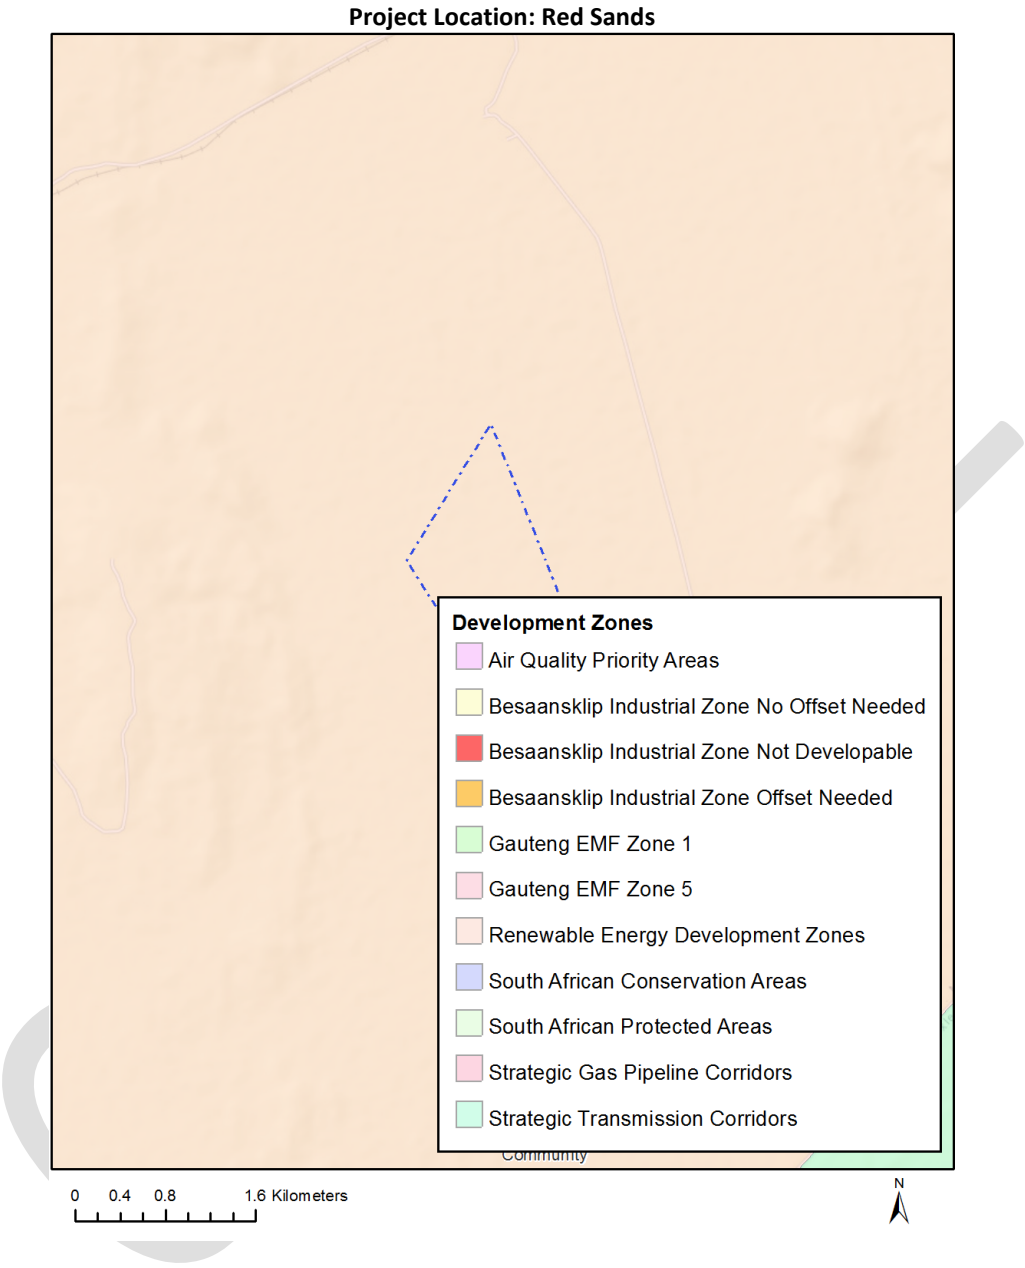 Project Location: Red Sands
Development Zones
Air Quality Priority Areas
Besaansklip Industrial Zone No Offset Needed
Besaansklip Industrial Zone Not Developable
Besaansklip Industrial Zone Offset Needed
Gauteng EMF Zone 1
Gauteng EMF Zone 5
Renewable Energy Development Zones
South African Conservation Areas
South African Protected Areas
Strategic Gas Pipeline Corridors
Strategic Transmission Corridors
Community
0 0.4 0.8 1.6 Kilometers
N